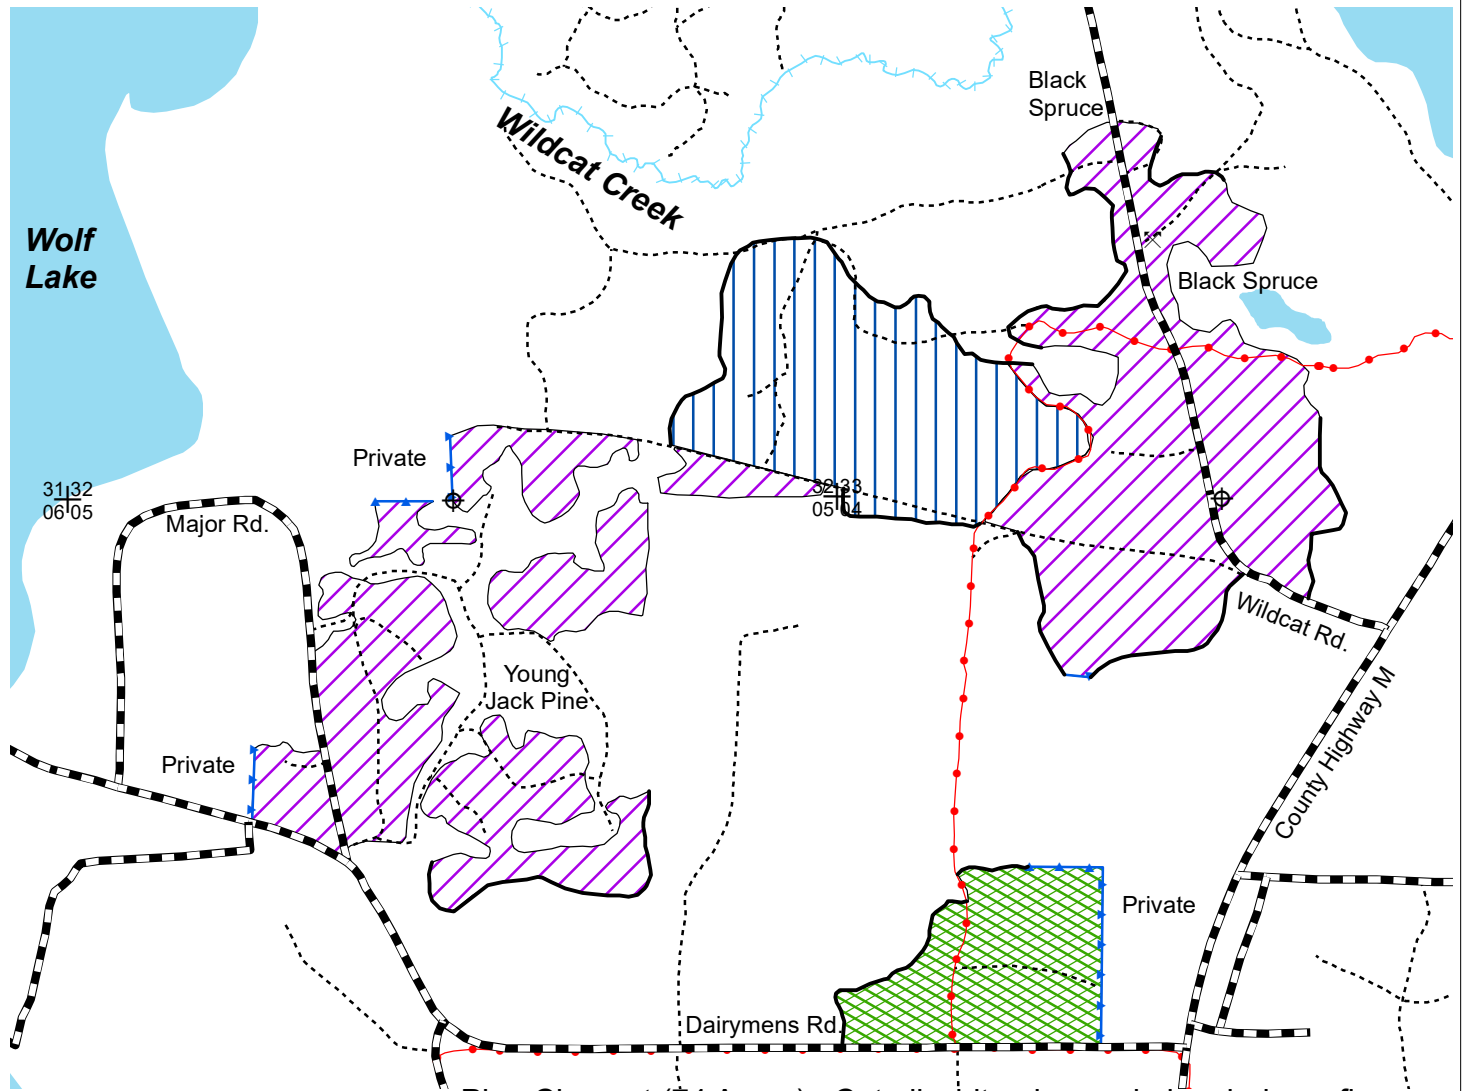 Black
Spruce
Wildcat Creek
Wolf
Lake
Black Spruce
Private
31 32
06 05
32 33
05 04
Major Rd.
Wildcat Rd.
Young
Jack Pine
County Highway M
Private
Private
Dairymens Rd.